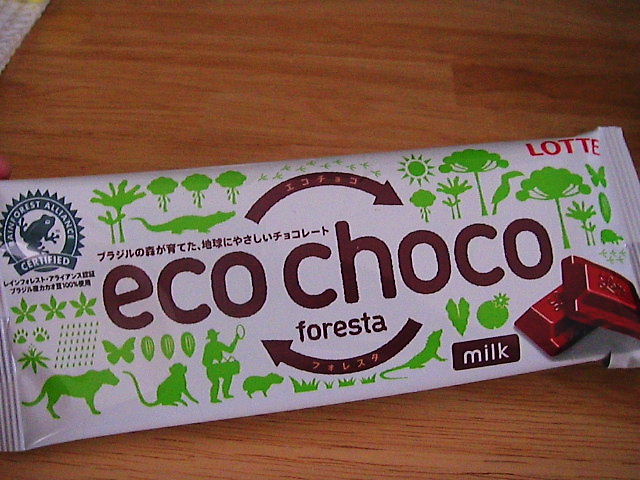 LOTTE
エコチョコ
RAINFOREST ALLIANCE
CERTIFIED
ブラジルの森が育てた、地球にやさしいチョコレート
レインフォレスト・アライアンス認証
ブラジル産カカオ豆100%使用
eco choco
foresta
フォレスタ
milk